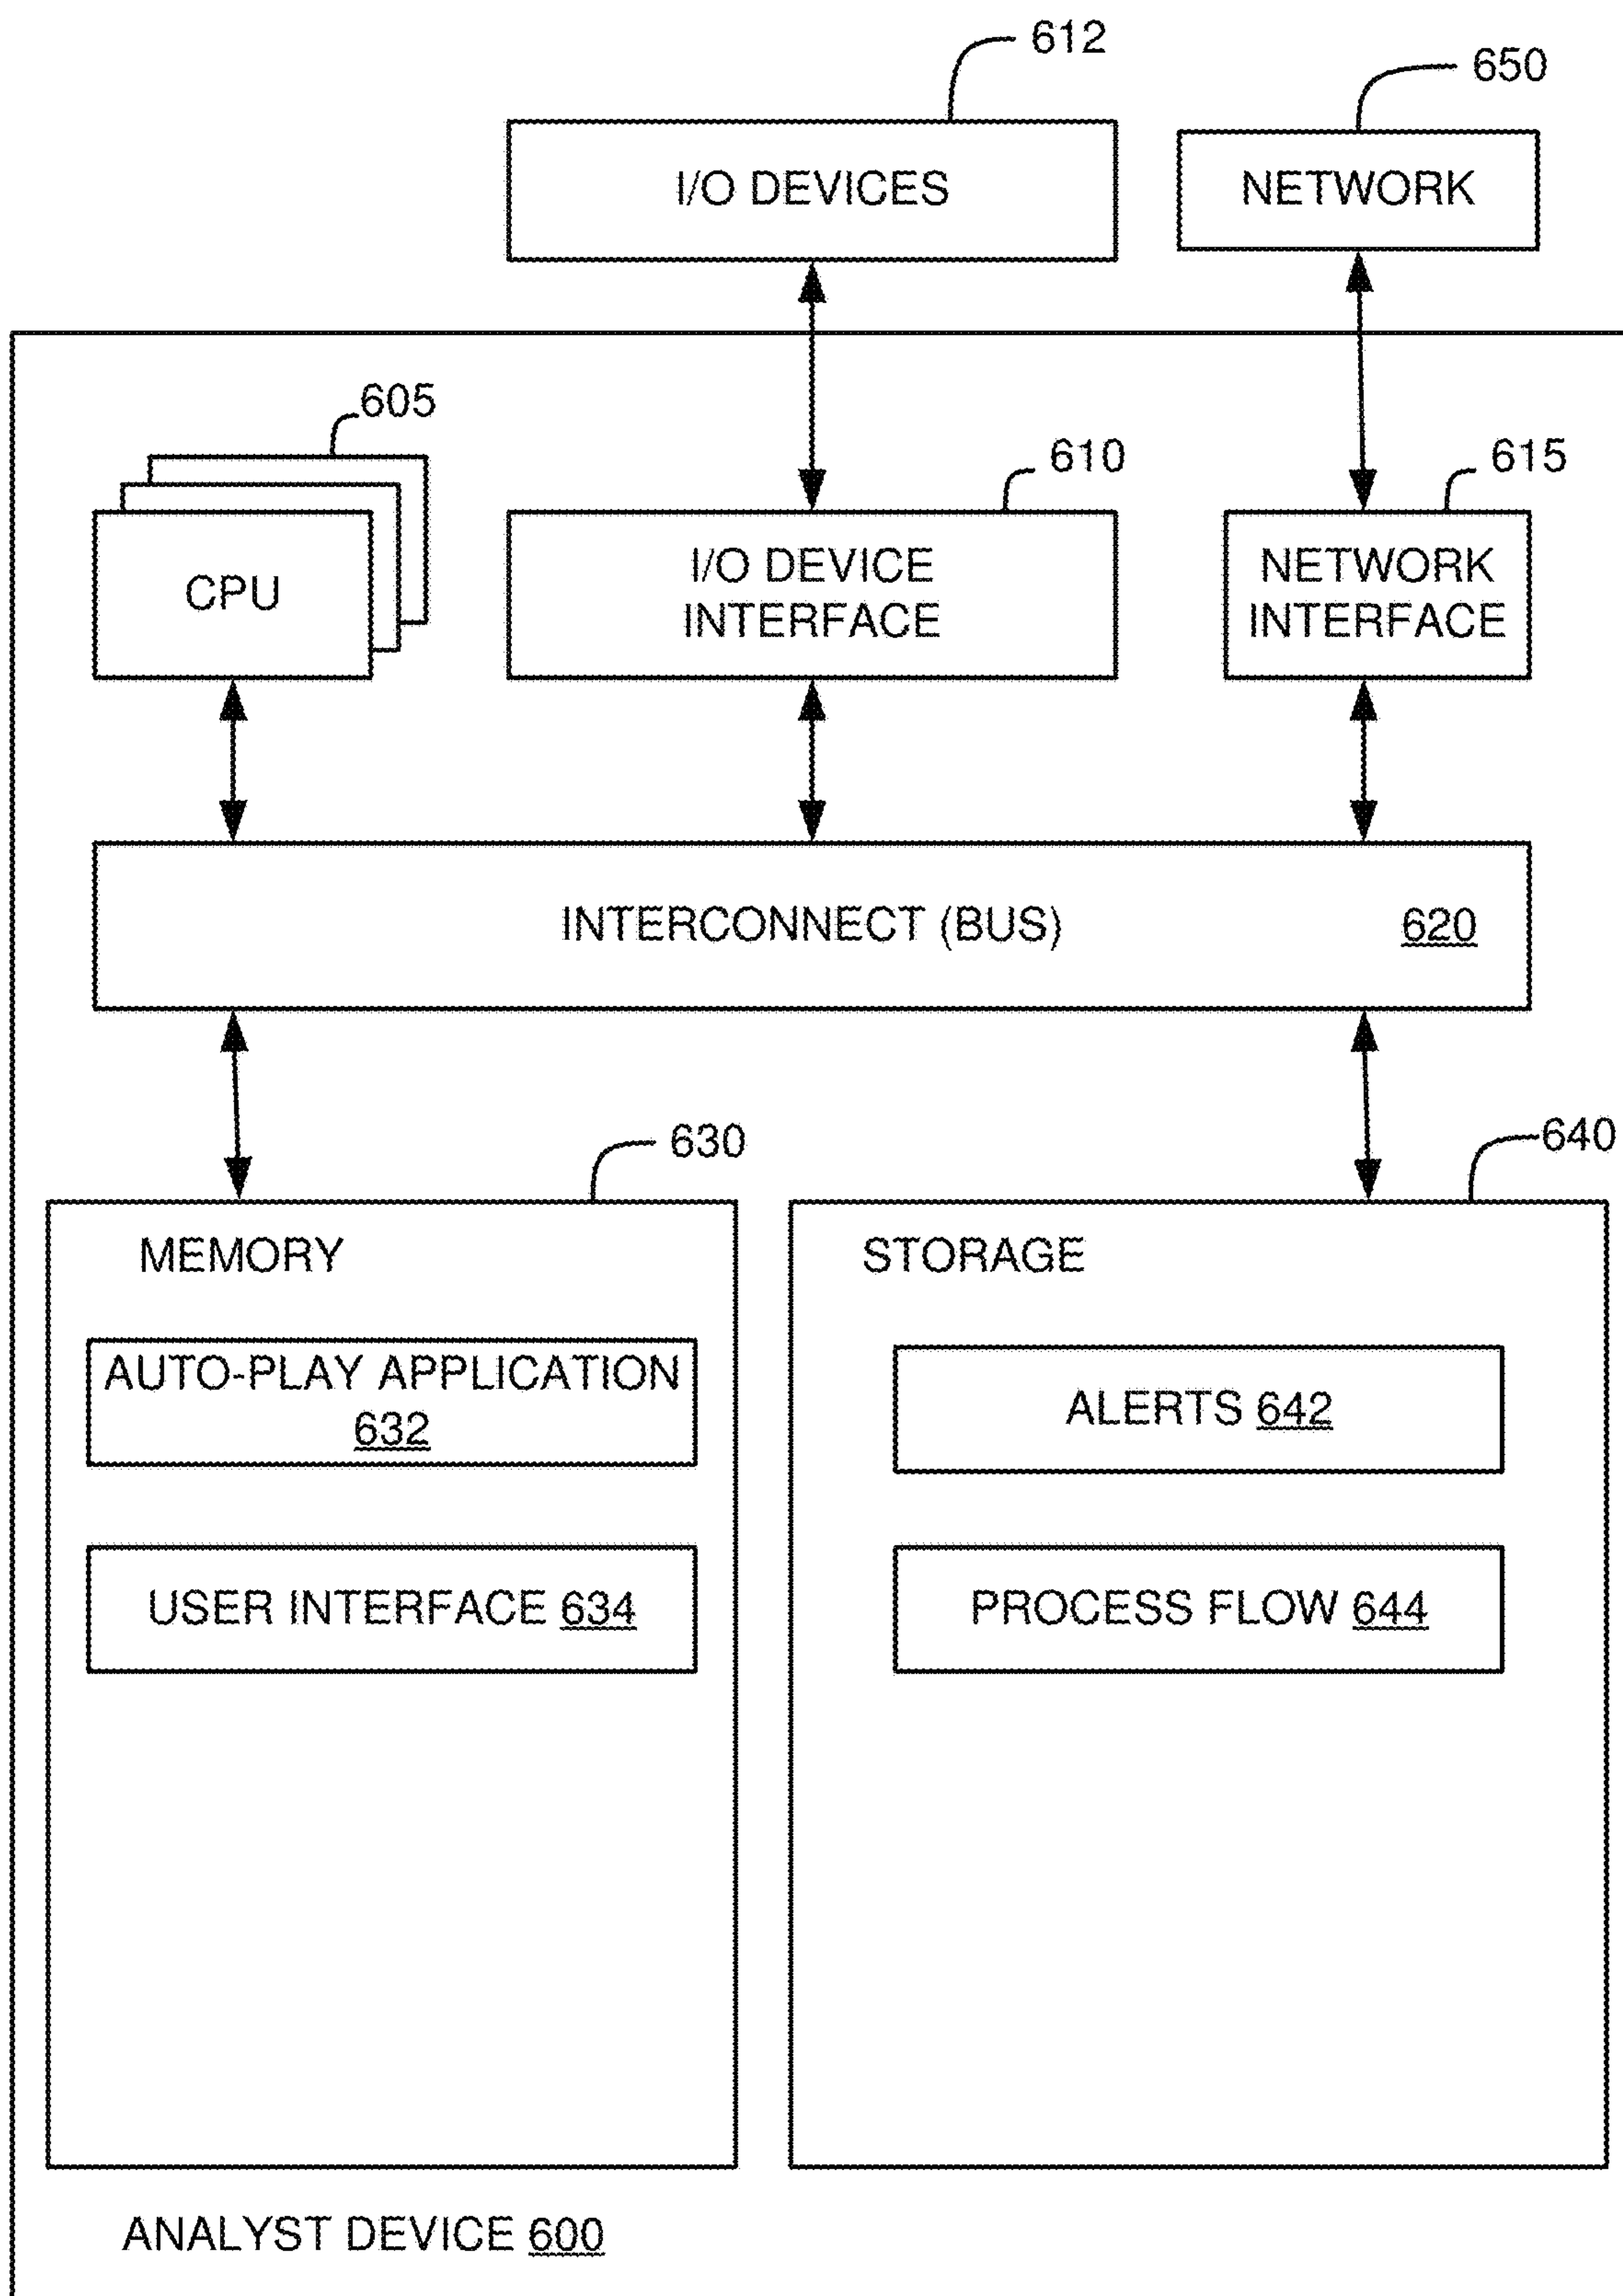 612
650
I/O DEVICES
NETWORK
605
610
615
CPU
I/O DEVICE
INTERFACE
NETWORK
INTERFACE
INTERCONNECT (BUS) 620
630
640
MEMORY
AUTO-PLAY APPLICATION
632
USER INTERFACE 634
STORAGE
ALERTS 642
PROCESS FLOW 644
ANALYST DEVICE 600